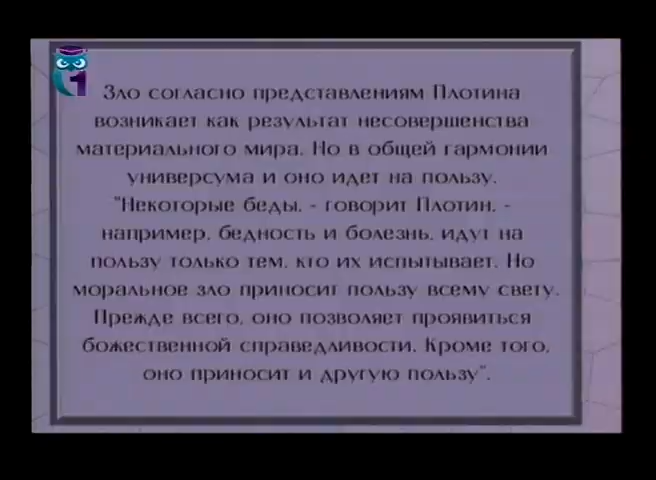 1
Зло согласно представлениям Плотина
возникает как результат несовершенства
материального мира. Но в общей гармонии
универсума и оно идет на пользу.
"Некоторые беды, - говорит Плотин, -
например, бедность и болезнь, идут на
пользу только тем, кто их испытывает. Но
моральное зло приносит пользу всему свету.
Прежде всего, оно позволяет проявиться
божественной справедливости. Кроме того,
оно приносит и другую пользу".